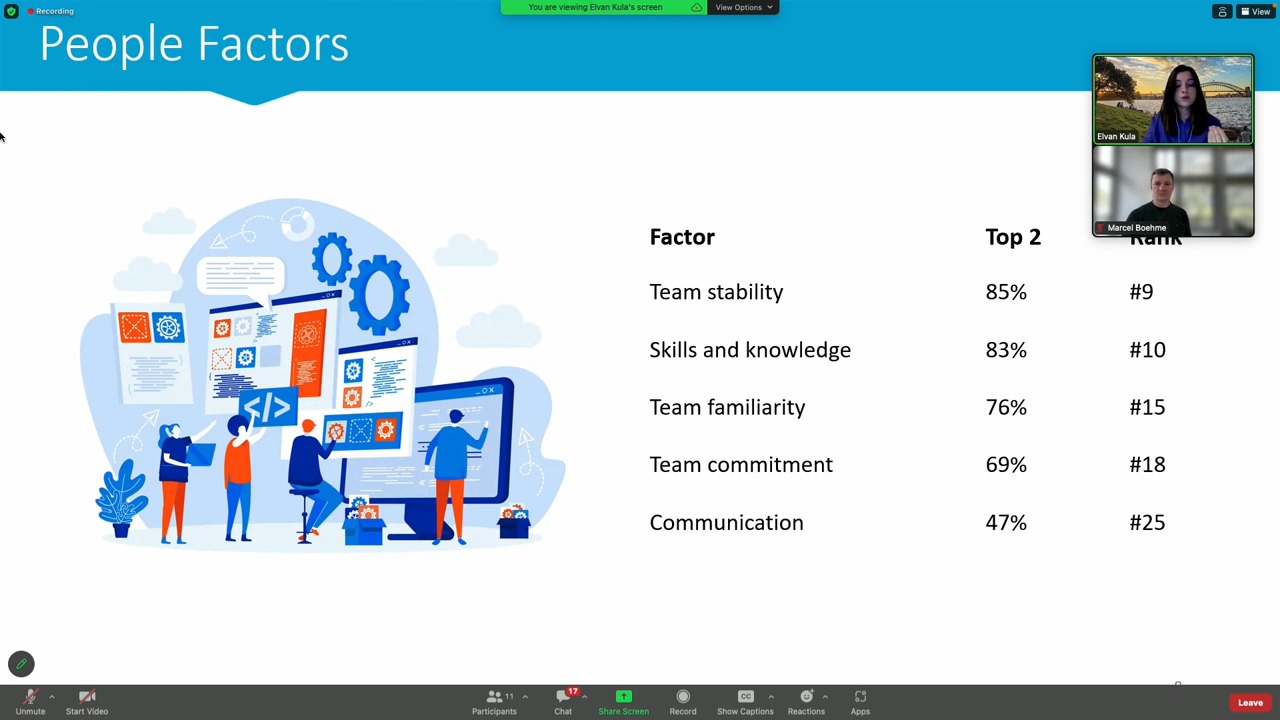 Recording
You are viewing Elvan Kula's screen
View Options
View
People Factors
Elvan Kula
Marcel Boehme
Factor Top 2 Rank
Team stability 85% #9
Skills and knowledge 83% #10
Team familiarity 76% #15
Team commitment 69% #18
Communication 47% #25
</>
Unmute
Start Video
11
Participants
17
Chat
Share Screen
Record
CC
Show Captions
Reactions
Apps
Leave